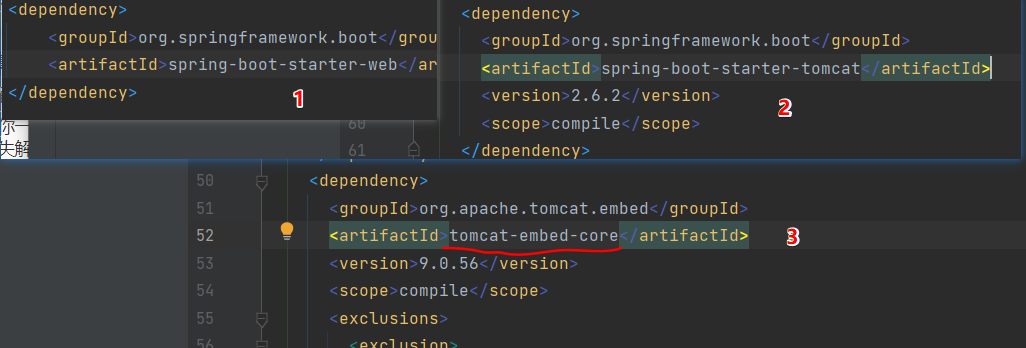 <dependency>
<groupId>org.springframework.boot</grou
<artifactId>spring-boot-starter-web</ar
</dependency>
1
<dependency>
<groupId>org.springframework.boot</groupId>
<artifactId>spring-boot-starter-tomcat</artifactId>
<version>2.6.2</version>
2
60 <scope>compile</scope>
61 </dependency>
你一
失解
50 <dependency>
51 <groupId>org.apache.tomcat.embed</groupId>
52 <artifactId>tomcat-embed-core</artifactId>
3
53 <version>9.0.56</version>
54 <scope>compile</scope>
55 <exclusions>
56 <exclusion>